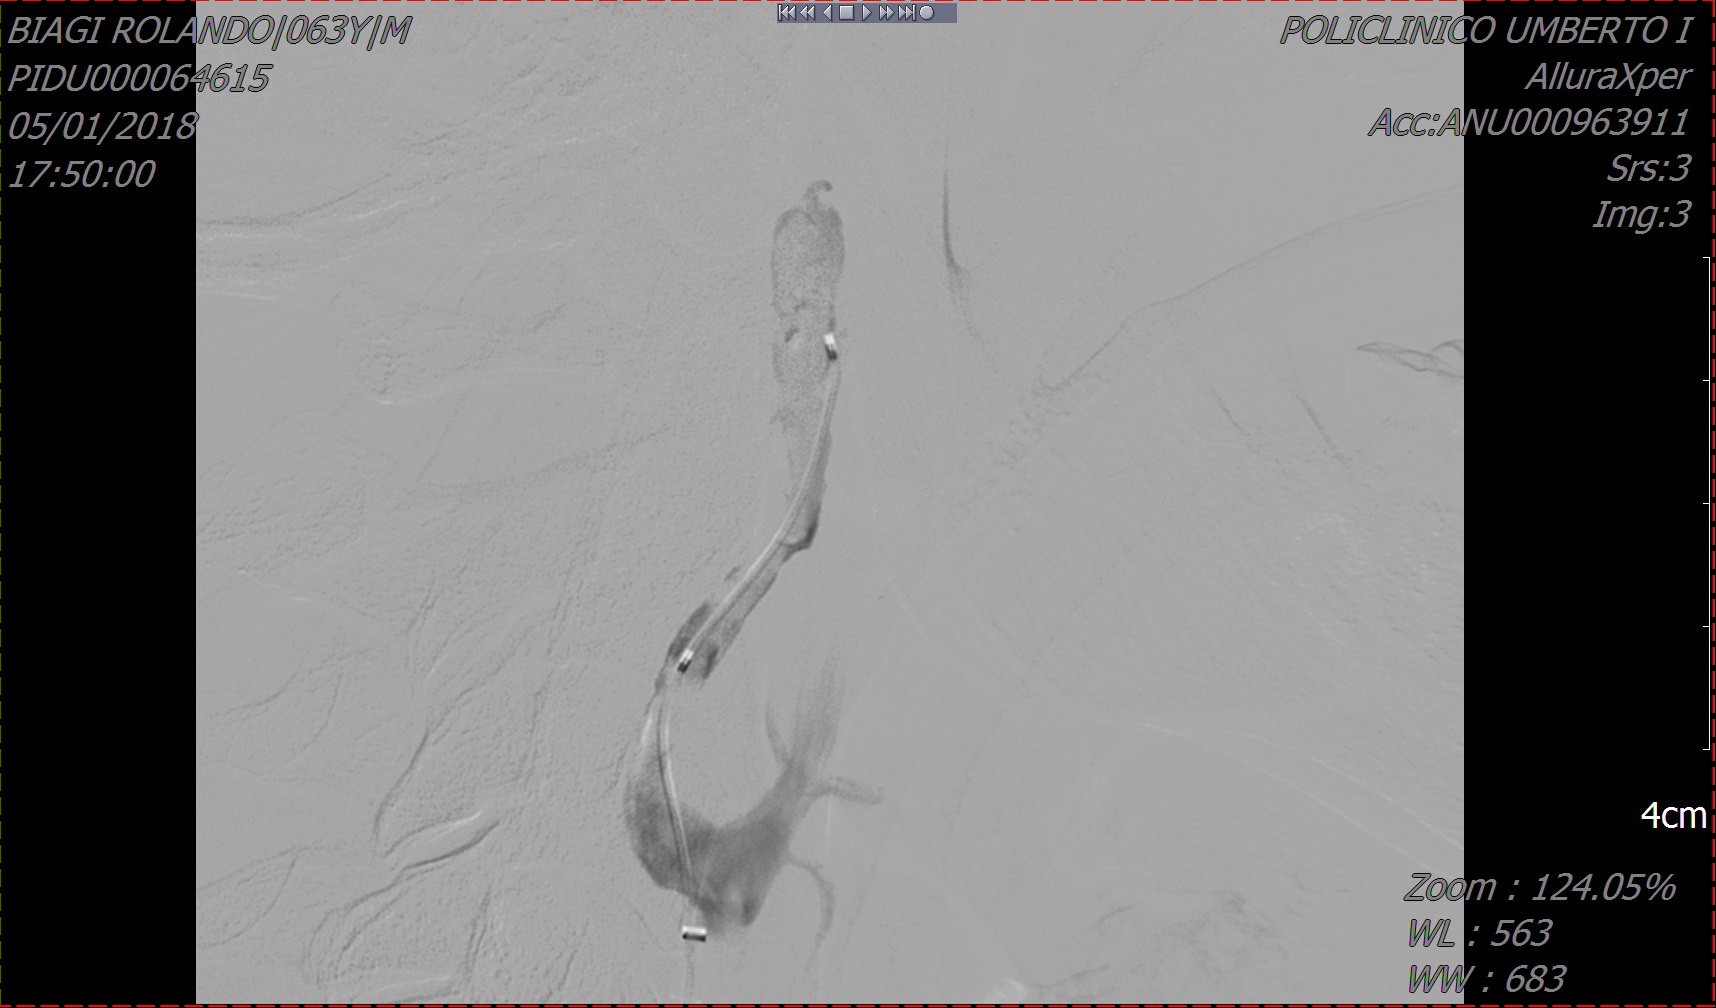 BIAGI ROLANDO|063Y|M
PIDU000064615
05/01/2018
17:50:00
POLICLINICO UMBERTO I
AlluraXper
Acc:ANU000963911
Srs:3
Img:3
4cm
Zoom : 124.05%
WL : 563
WW : 683